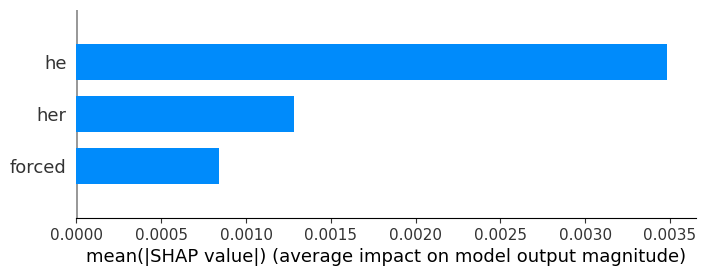 he
her
forced
0.0000 0.0005 0.0010 0.0015 0.0020 0.0025 0.0030 0.0035
mean(|SHAP value|) (average impact on model output magnitude)